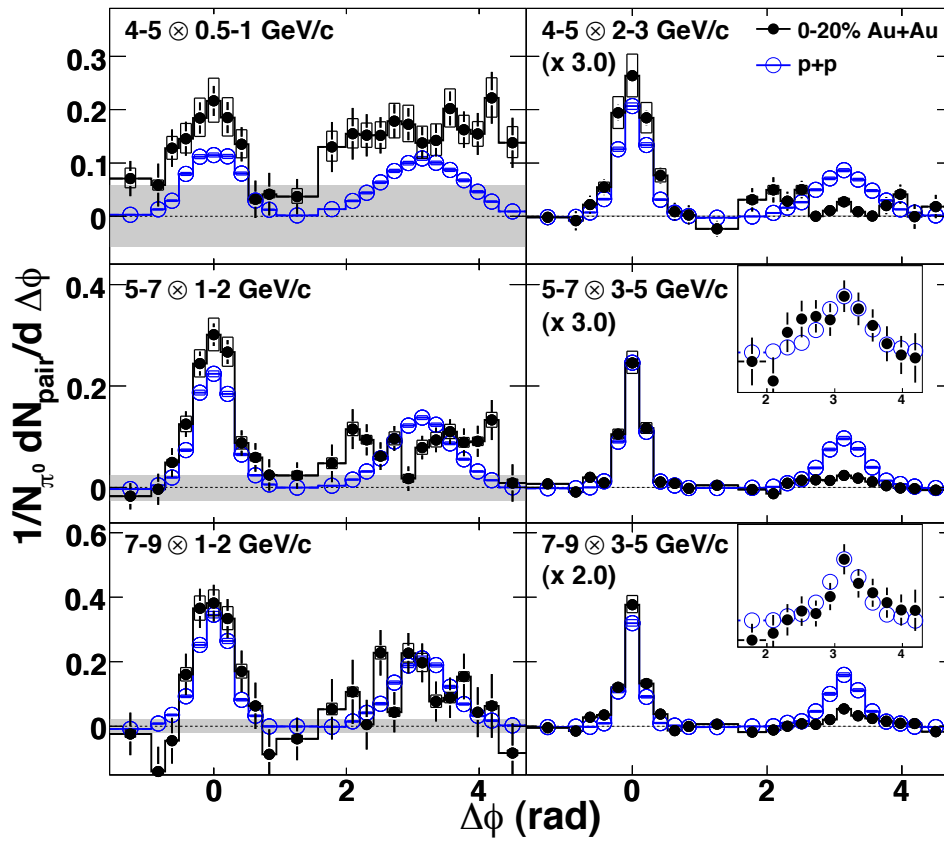 4-5 ⊗ 0.5-1 GeV/c
4-5 ⊗ 2-3 GeV/c
(x 3.0)
0-20% Au+Au
p+p
0.3
0.2
0.1
0
5-7 ⊗ 1-2 GeV/c
5-7 ⊗ 3-5 GeV/c
(x 3.0)
2 3 4
0.4
0.2
0
7-9 ⊗ 1-2 GeV/c
7-9 ⊗ 3-5 GeV/c
(x 2.0)
2 3 4
0.6
0.4
0.2
0
0 2 4 0 2 4
1/N_π⁰ dN_pair/d Δϕ
Δϕ (rad)